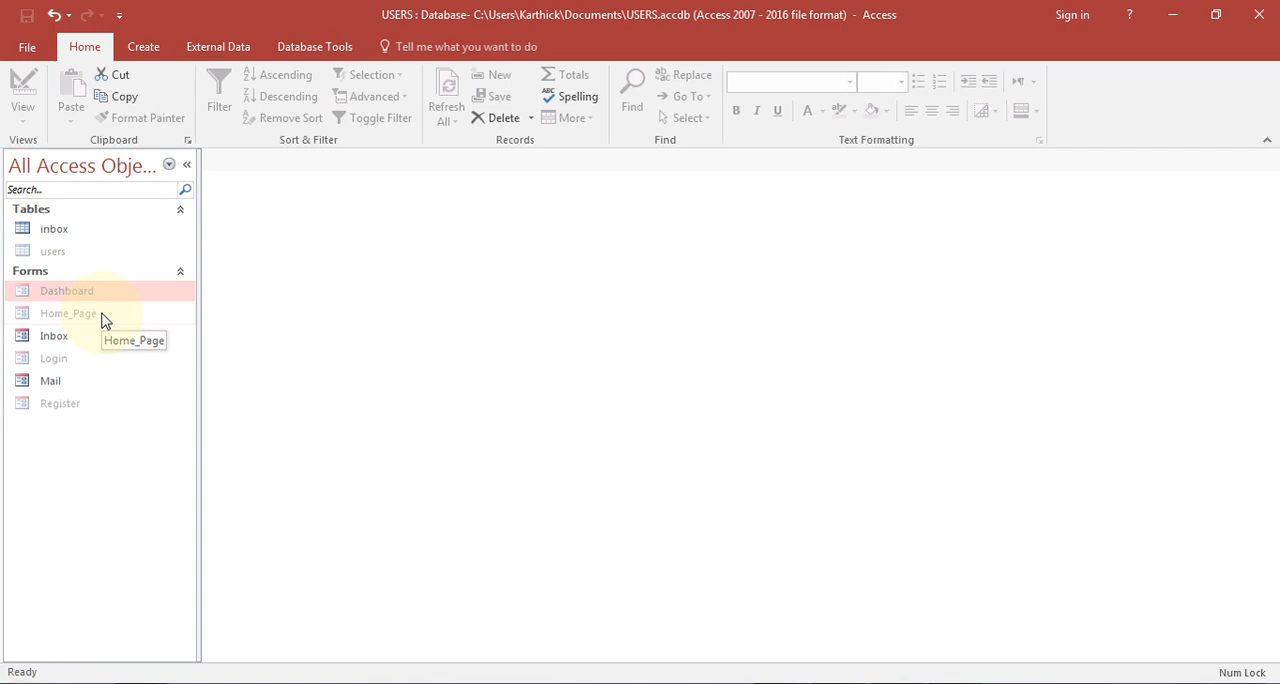 USERS : Database- C:\Users\Karthick\Documents\USERS.accdb (Access 2007 - 2016 file format) - Access
Sign in
?
File
Home
Create
External Data
Database Tools
Tell me what you want to do
View
Views
Paste
Cut
Copy
Format Painter
Clipboard
Filter
Ascending
Descending
Remove Sort
Selection
Advanced
Toggle Filter
Sort & Filter
Refresh
All
New
Save
Delete
Totals
Spelling
More
Records
Find
Replace
Go To
Select
Find
B I U
A
Text Formatting
All Access Obje...
Search...
Tables
inbox
users
Forms
Dashboard
Home_Page
Inbox
Home_Page
Login
Mail
Register
Ready
Num Lock